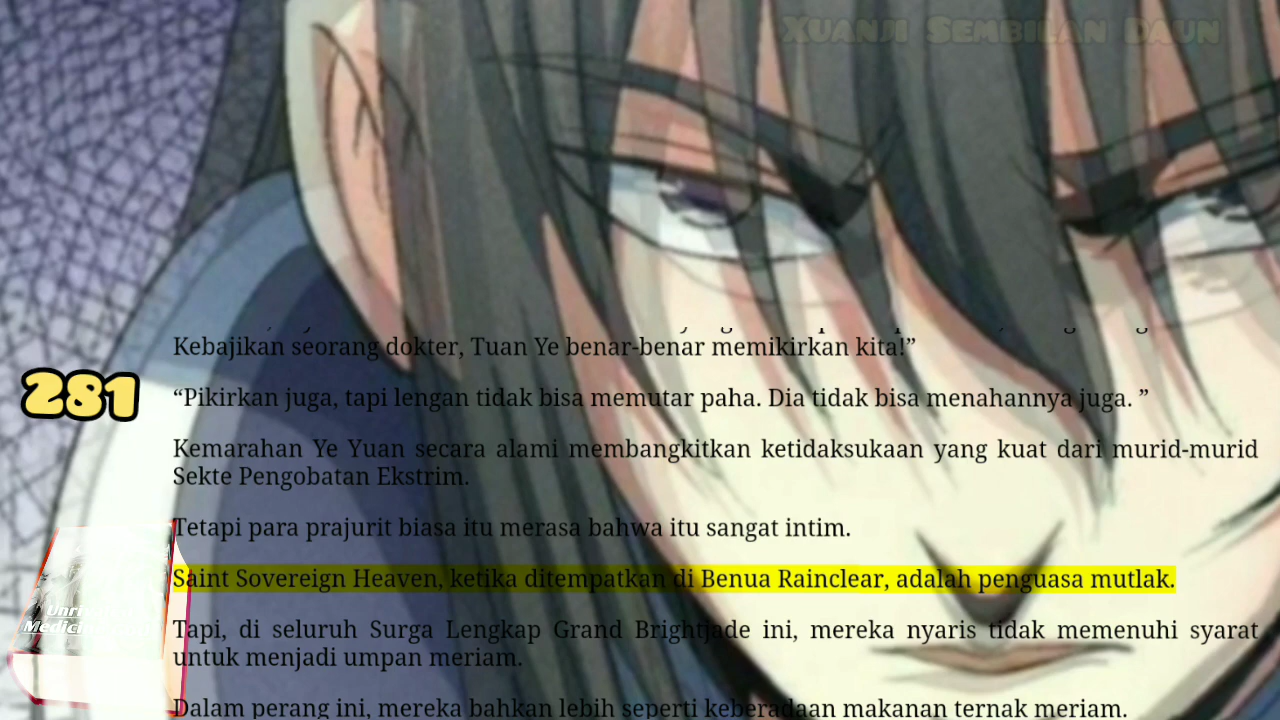 Xuanji Sembilan Daun
Kebajikan seorang dokter, Tuan Ye benar-benar memikirkan kita!”
281
“Pikirkan juga, tapi lengan tidak bisa memutar paha. Dia tidak bisa menahannya juga. ”
Kemarahan Ye Yuan secara alami membangkitkan ketidaksukaan yang kuat dari murid-murid
Sekte Pengobatan Ekstrim.
Tetapi para prajurit biasa itu merasa bahwa itu sangat intim.
Saint Sovereign Heaven, ketika ditempatkan di Benua Rainclear, adalah penguasa mutlak.
Tapi, di seluruh Surga Lengkap Grand Brightjade ini, mereka nyaris tidak memenuhi syarat
untuk menjadi umpan meriam.
Dalam perang ini, mereka bahkan lebih seperti keberadaan makanan ternak meriam.